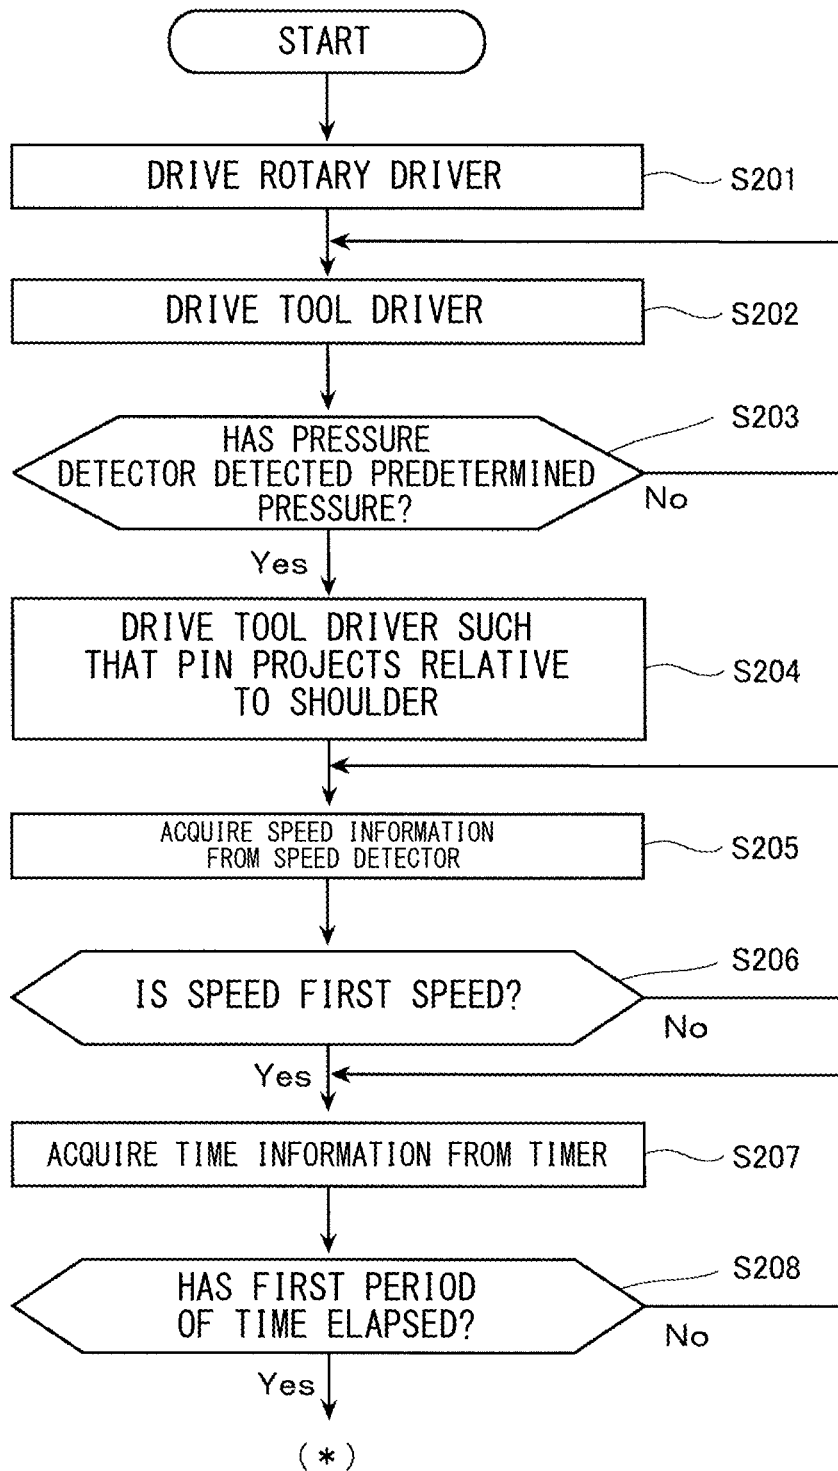 START
DRIVE ROTARY DRIVER
S201
DRIVE TOOL DRIVER
S202
HAS PRESSURE
DETECTOR DETECTED PREDETERMINED
PRESSURE?
S203
No
Yes
DRIVE TOOL DRIVER SUCH
THAT PIN PROJECTS RELATIVE
TO SHOULDER
S204
ACQUIRE SPEED INFORMATION
FROM SPEED DETECTOR
S205
IS SPEED FIRST SPEED?
S206
No
Yes
ACQUIRE TIME INFORMATION FROM TIMER
S207
HAS FIRST PERIOD
OF TIME ELAPSED?
S208
No
Yes
(*)